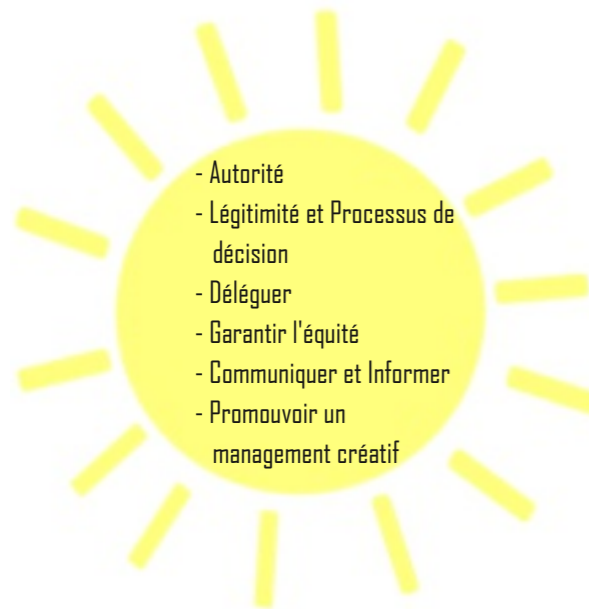 - Autorité
- Légitimité et Processus de
décision
- Déléguer
- Garantir l'équité
- Communiquer et Informer
- Promouvoir un
management créatif